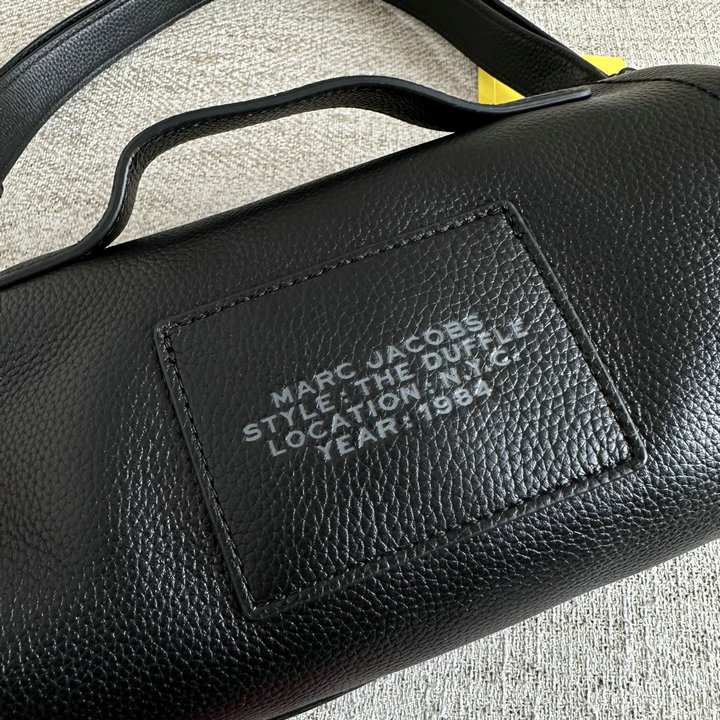 MARC JACOBS
STYLE: THE DUFFLE
LOCATION: N.Y.C.
YEAR: 1984